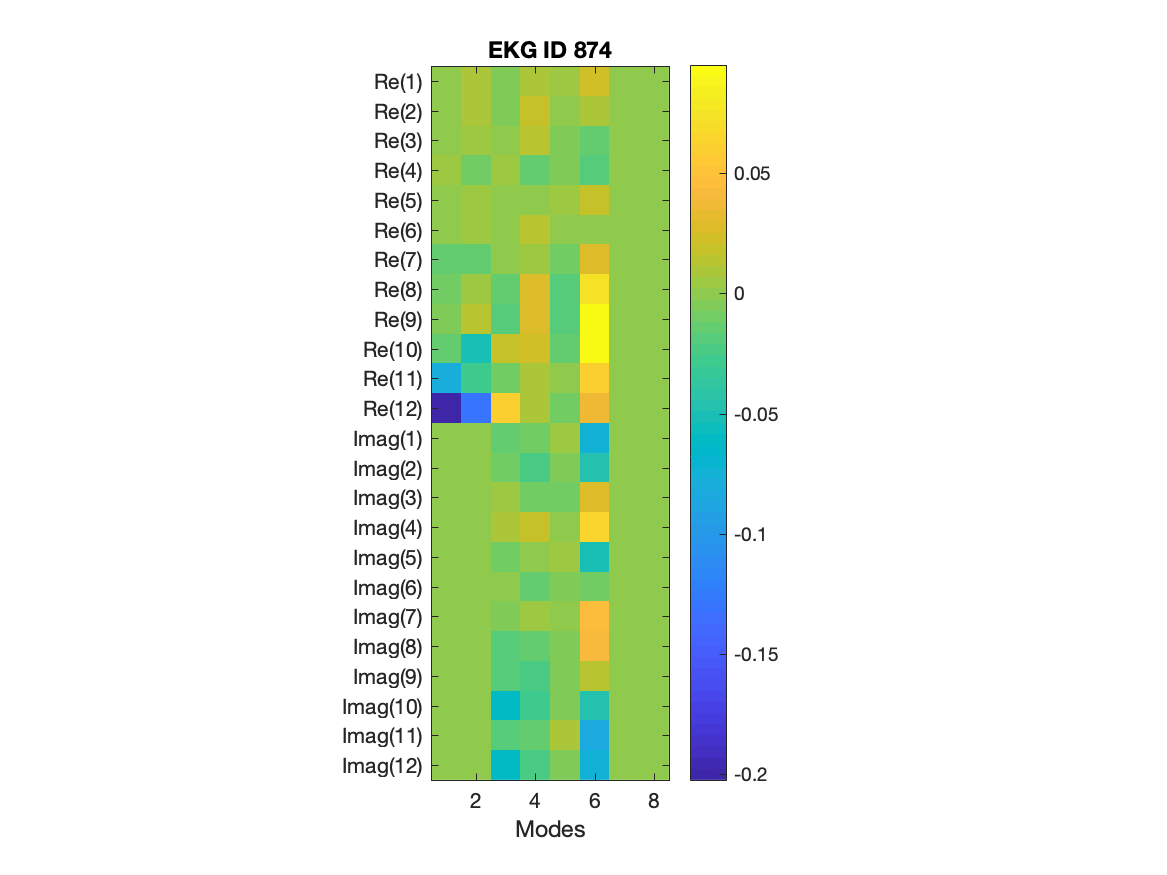 EKG ID 874
Re(1)
Re(2)
Re(3)
Re(4)
Re(5)
Re(6)
Re(7)
Re(8)
Re(9)
Re(10)
Re(11)
Re(12)
Imag(1)
Imag(2)
Imag(3)
Imag(4)
Imag(5)
Imag(6)
Imag(7)
Imag(8)
Imag(9)
Imag(10)
Imag(11)
Imag(12)
2 4 6 8
Modes
0.05
0
-0.05
-0.1
-0.15
-0.2